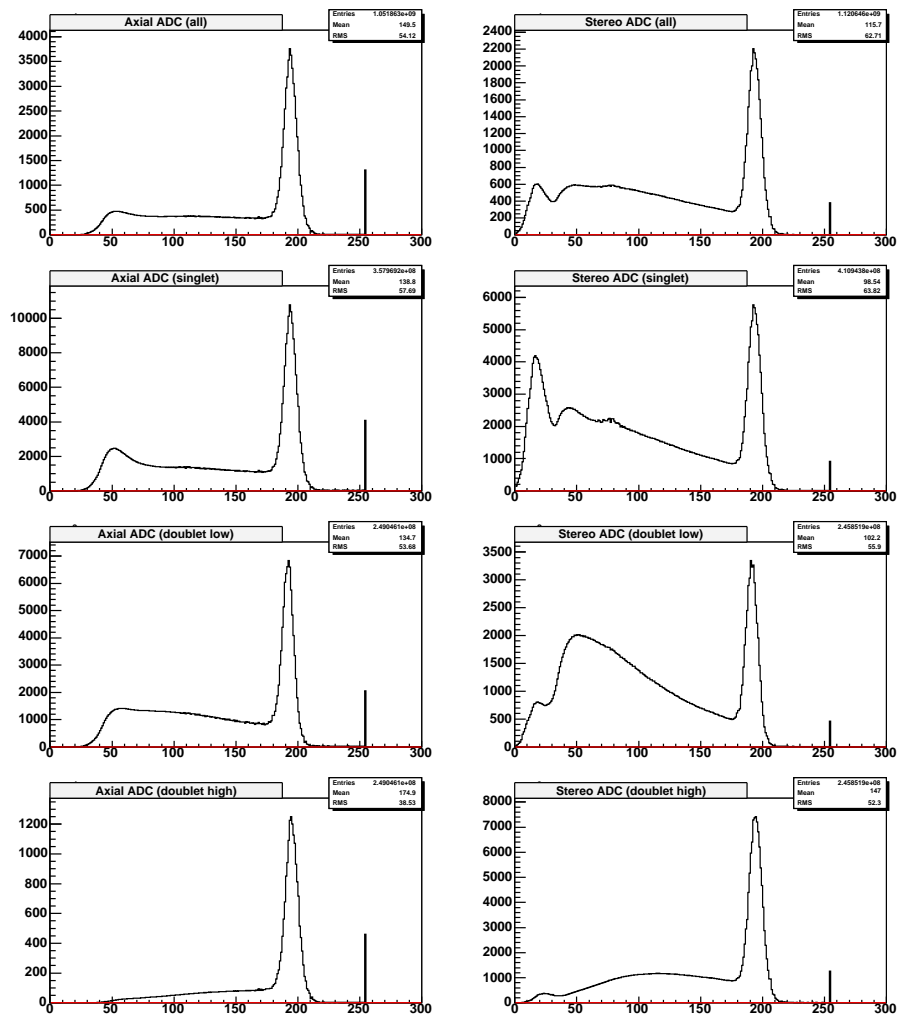 Axial ADC (all)
Entries 1.051863e+09
Mean 149.5
RMS 54.12
4000
3500
3000
2500
2000
1500
1000
500
0
0 50 100 150 200 250 300
Stereo ADC (all)
Entries 1.120646e+09
Mean 115.7
RMS 62.71
2400
2200
2000
1800
1600
1400
1200
1000
800
600
400
200
0
0 50 100 150 200 250 300
Axial ADC (singlet)
Entries 3.579692e+08
Mean 138.8
RMS 57.69
10000
8000
6000
4000
2000
0
0 50 100 150 200 250 300
Stereo ADC (singlet)
Entries 4.109438e+08
Mean 98.54
RMS 63.82
6000
5000
4000
3000
2000
1000
0
0 50 100 150 200 250 300
Axial ADC (doublet low)
Entries 2.490461e+08
Mean 134.7
RMS 53.68
7000
6000
5000
4000
3000
2000
1000
0
0 50 100 150 200 250 300
Stereo ADC (doublet low)
Entries 2.458519e+08
Mean 102.2
RMS 55.9
3500
3000
2500
2000
1500
1000
500
0
0 50 100 150 200 250 300
Axial ADC (doublet high)
Entries 2.490461e+08
Mean 174.9
RMS 38.53
1200
1000
800
600
400
200
0
0 50 100 150 200 250 300
Stereo ADC (doublet high)
Entries 2.458519e+08
Mean 147
RMS 52.3
8000
7000
6000
5000
4000
3000
2000
1000
0
0 50 100 150 200 250 300